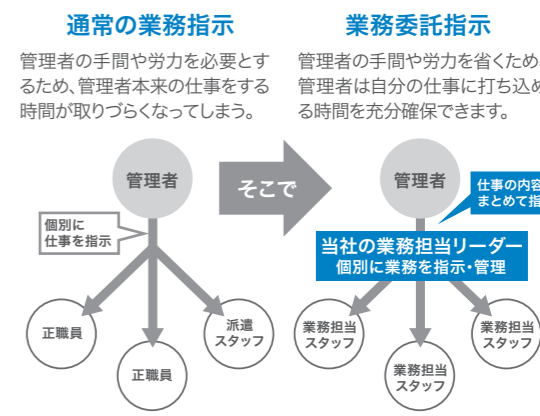 通常の業務指示
管理者の手間や労力を必要とす
るため、管理者本来の仕事をする
時間が取りづらくなってしまう。
管理者
個別に
仕事を指示
正職員
正職員
派遣
スタッフ
そこで
業務委託指示
管理者の手間や労力を省くため、
管理者は自分の仕事に打ち込め
る時間を充分確保できます。
管理者
仕事の内容
まとめて指
当社の業務担当リーダー
個別に業務を指示・管理
業務担当
スタッフ
業務担当
スタッフ
業務担当
スタッフ